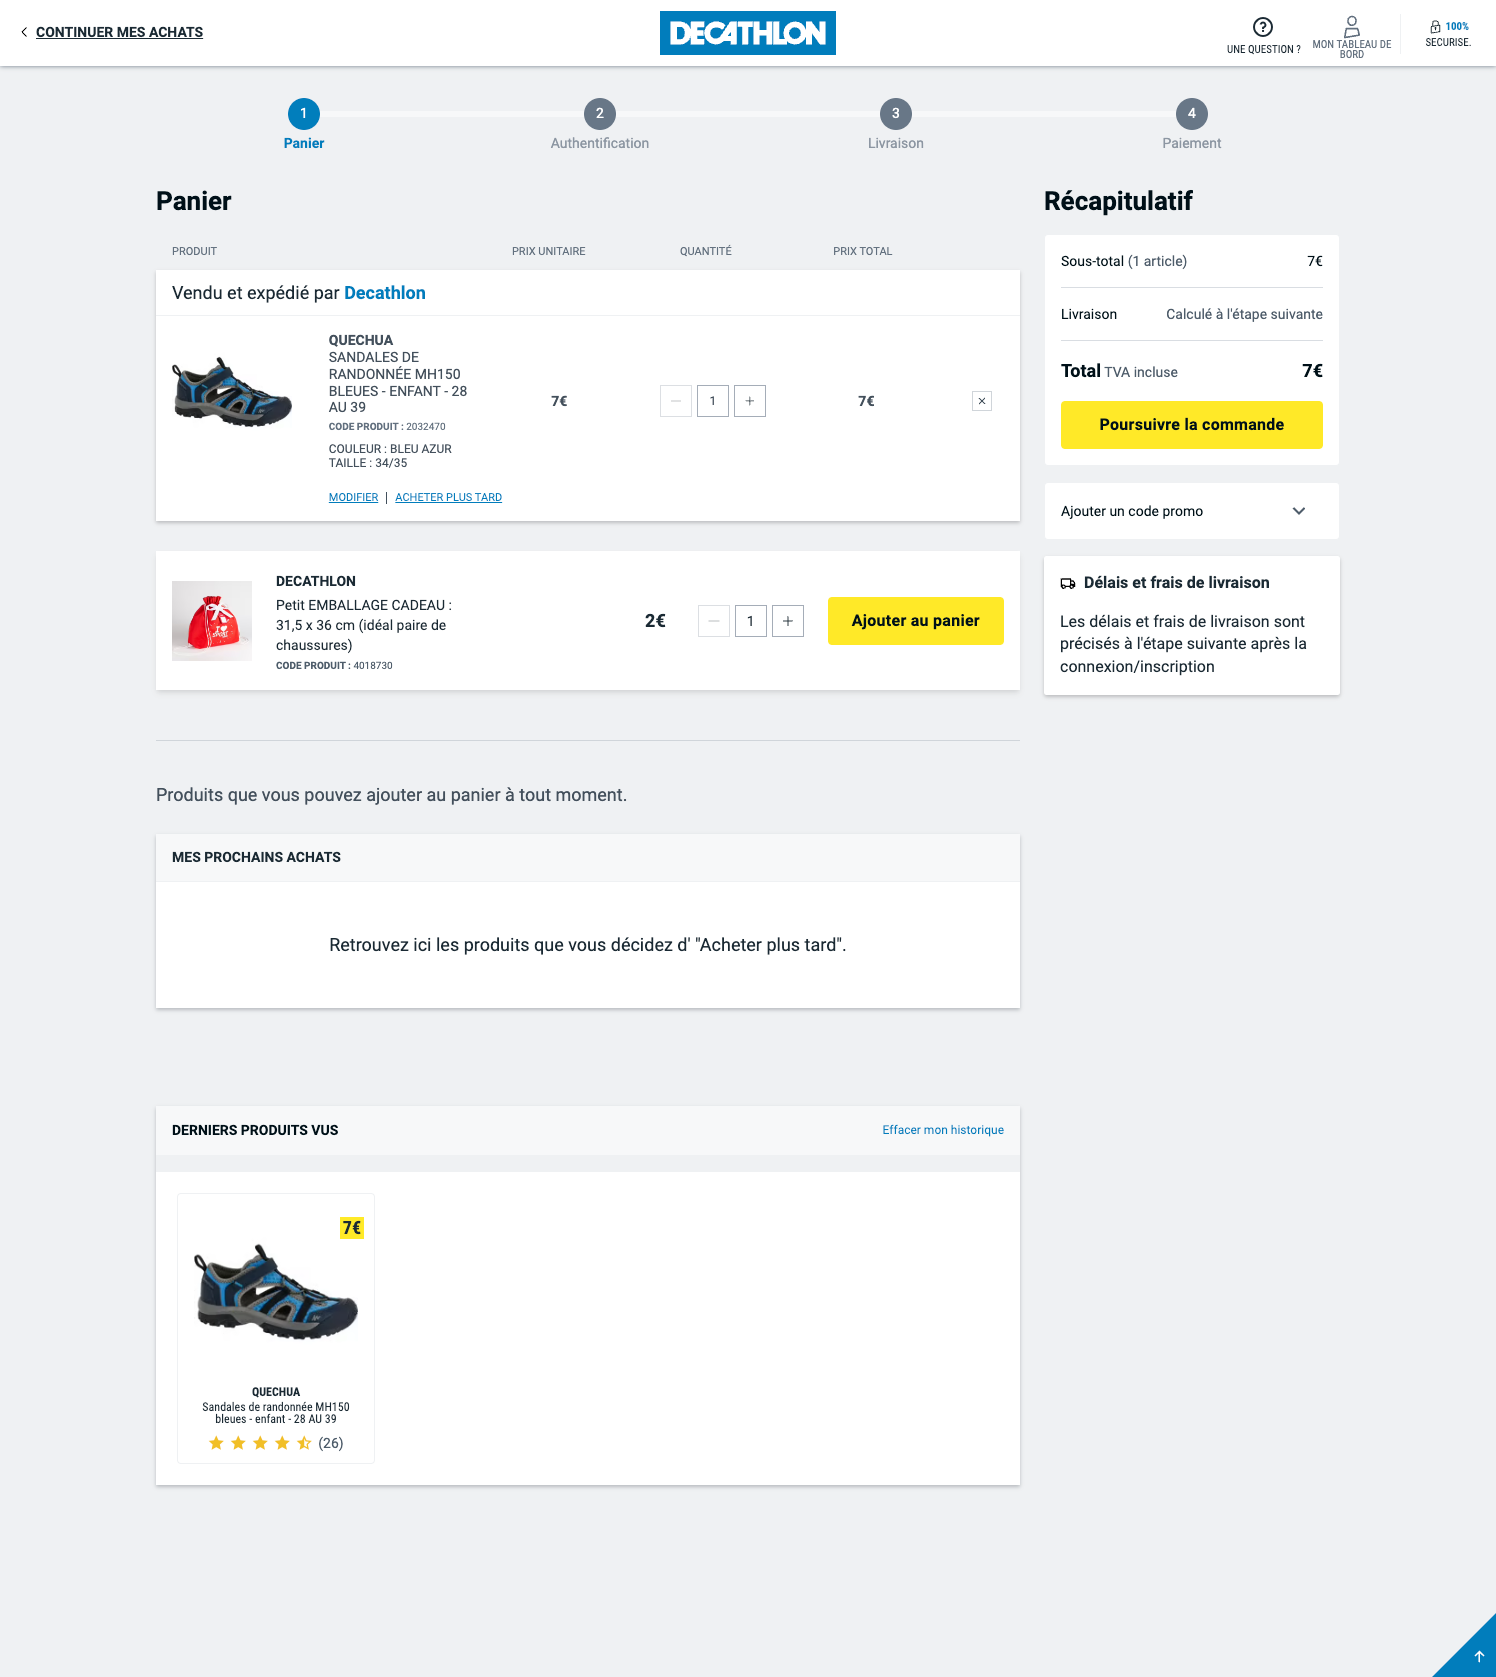 CONTINUER MES ACHATS
DECATHLON
UNE QUESTION ?
MON TABLEAU DE
BORD
100%
SECURISE.
1
Panier
2
Authentification
3
Livraison
4
Paiement
Panier
PRODUIT
PRIX UNITAIRE
QUANTITÉ
PRIX TOTAL
Vendu et expédié par Decathlon
QUECHUA
SANDALES DE
RANDONNÉE MH150
BLEUES - ENFANT - 28
AU 39
CODE PRODUIT : 2032470
COULEUR : BLEU AZUR
TAILLE : 34/35
MODIFIER | ACHETER PLUS TARD
7€
1
7€
DECATHLON
Petit EMBALLAGE CADEAU :
31,5 x 36 cm (idéal paire de
chaussures)
CODE PRODUIT : 4018730
2€
1
Ajouter au panier
Récapitulatif
Sous-total (1 article) 7€
Livraison Calculé à l'étape suivante
Total TVA incluse 7€
Poursuivre la commande
Ajouter un code promo
Délais et frais de livraison
Les délais et frais de livraison sont
précisés à l'étape suivante après la
connexion/inscription
Produits que vous pouvez ajouter au panier à tout moment.
MES PROCHAINS ACHATS
Retrouvez ici les produits que vous décidez d' "Acheter plus tard".
DERNIERS PRODUITS VUS
Effacer mon historique
7€
QUECHUA
Sandales de randonnée MH150
bleues - enfant - 28 AU 39
(26)